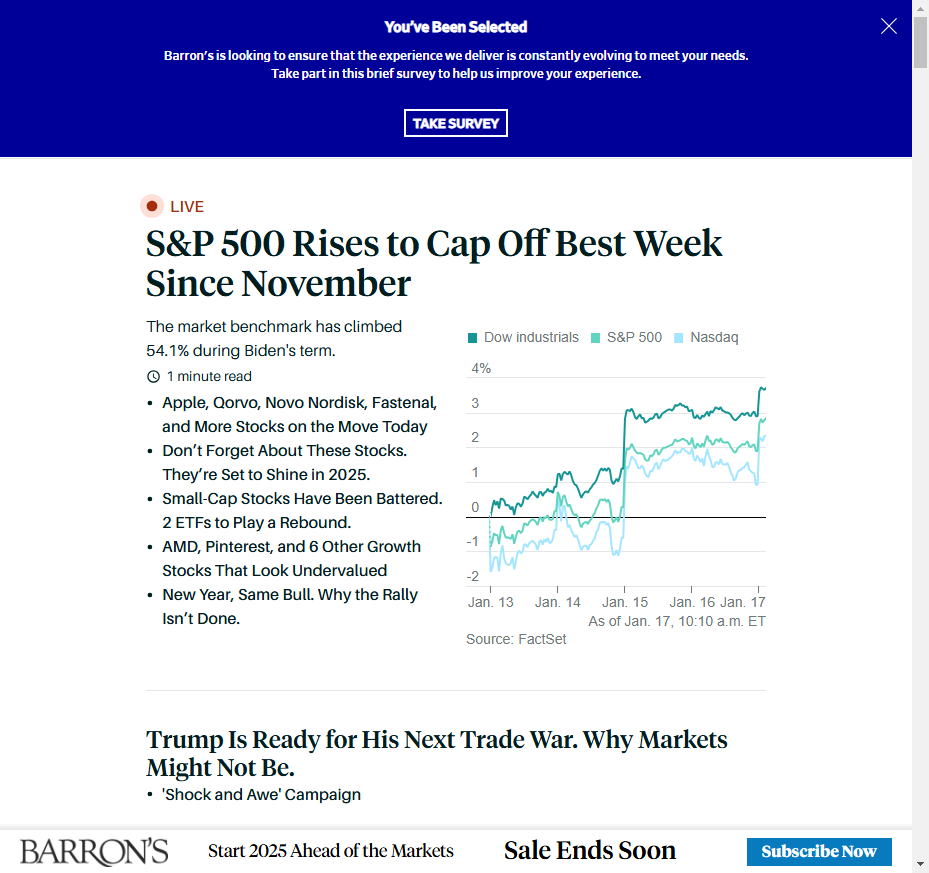 You've Been Selected
Barron's is looking to ensure that the experience we deliver is constantly evolving to meet your needs.
Take part in this brief survey to help us improve your experience.
TAKE SURVEY
LIVE
S&P 500 Rises to Cap Off Best Week
Since November
The market benchmark has climbed
54.1% during Biden's term.
1 minute read
• Apple, Qorvo, Novo Nordisk, Fastenal,
and More Stocks on the Move Today
• Don't Forget About These Stocks.
They're Set to Shine in 2025.
• Small-Cap Stocks Have Been Battered.
2 ETFs to Play a Rebound.
• AMD, Pinterest, and 6 Other Growth
Stocks That Look Undervalued
• New Year, Same Bull. Why the Rally
Isn't Done.
Dow industrials S&P 500 Nasdaq
4%
3
2
1
0
-1
-2
Jan. 13 Jan. 14 Jan. 15 Jan. 16 Jan. 17
As of Jan. 17, 10:10 a.m. ET
Source: FactSet
Trump Is Ready for His Next Trade War. Why Markets
Might Not Be.
• 'Shock and Awe' Campaign
BARRON'S Start 2025 Ahead of the Markets Sale Ends Soon Subscribe Now